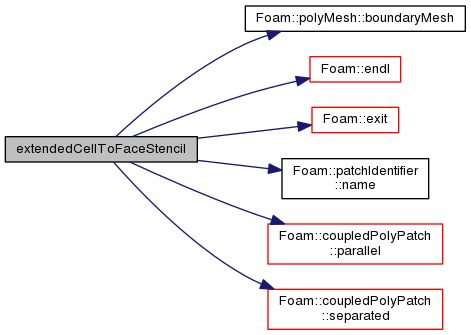 Foam::polyMesh::boundaryMesh
Foam::endl
Foam::exit
extendedCellToFaceStencil
Foam::patchIdentifier
::name
Foam::coupledPolyPatch
::parallel
Foam::coupledPolyPatch
::separated